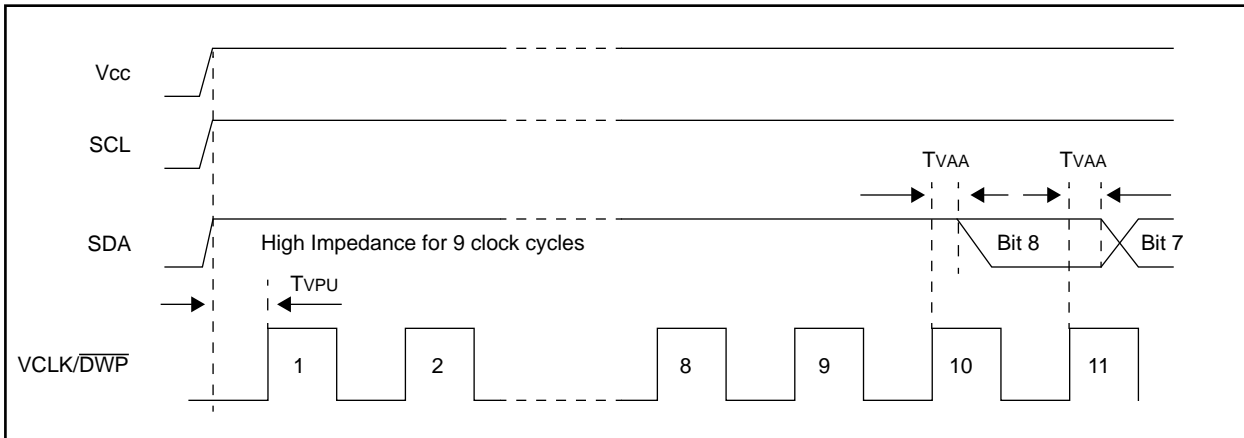 Vcc
SCL
TVAA TVAA
SDA High Impedance for 9 clock cycles Bit 8 Bit 7
TVPU
VCLK/DWP 1 2 8 9 10 11